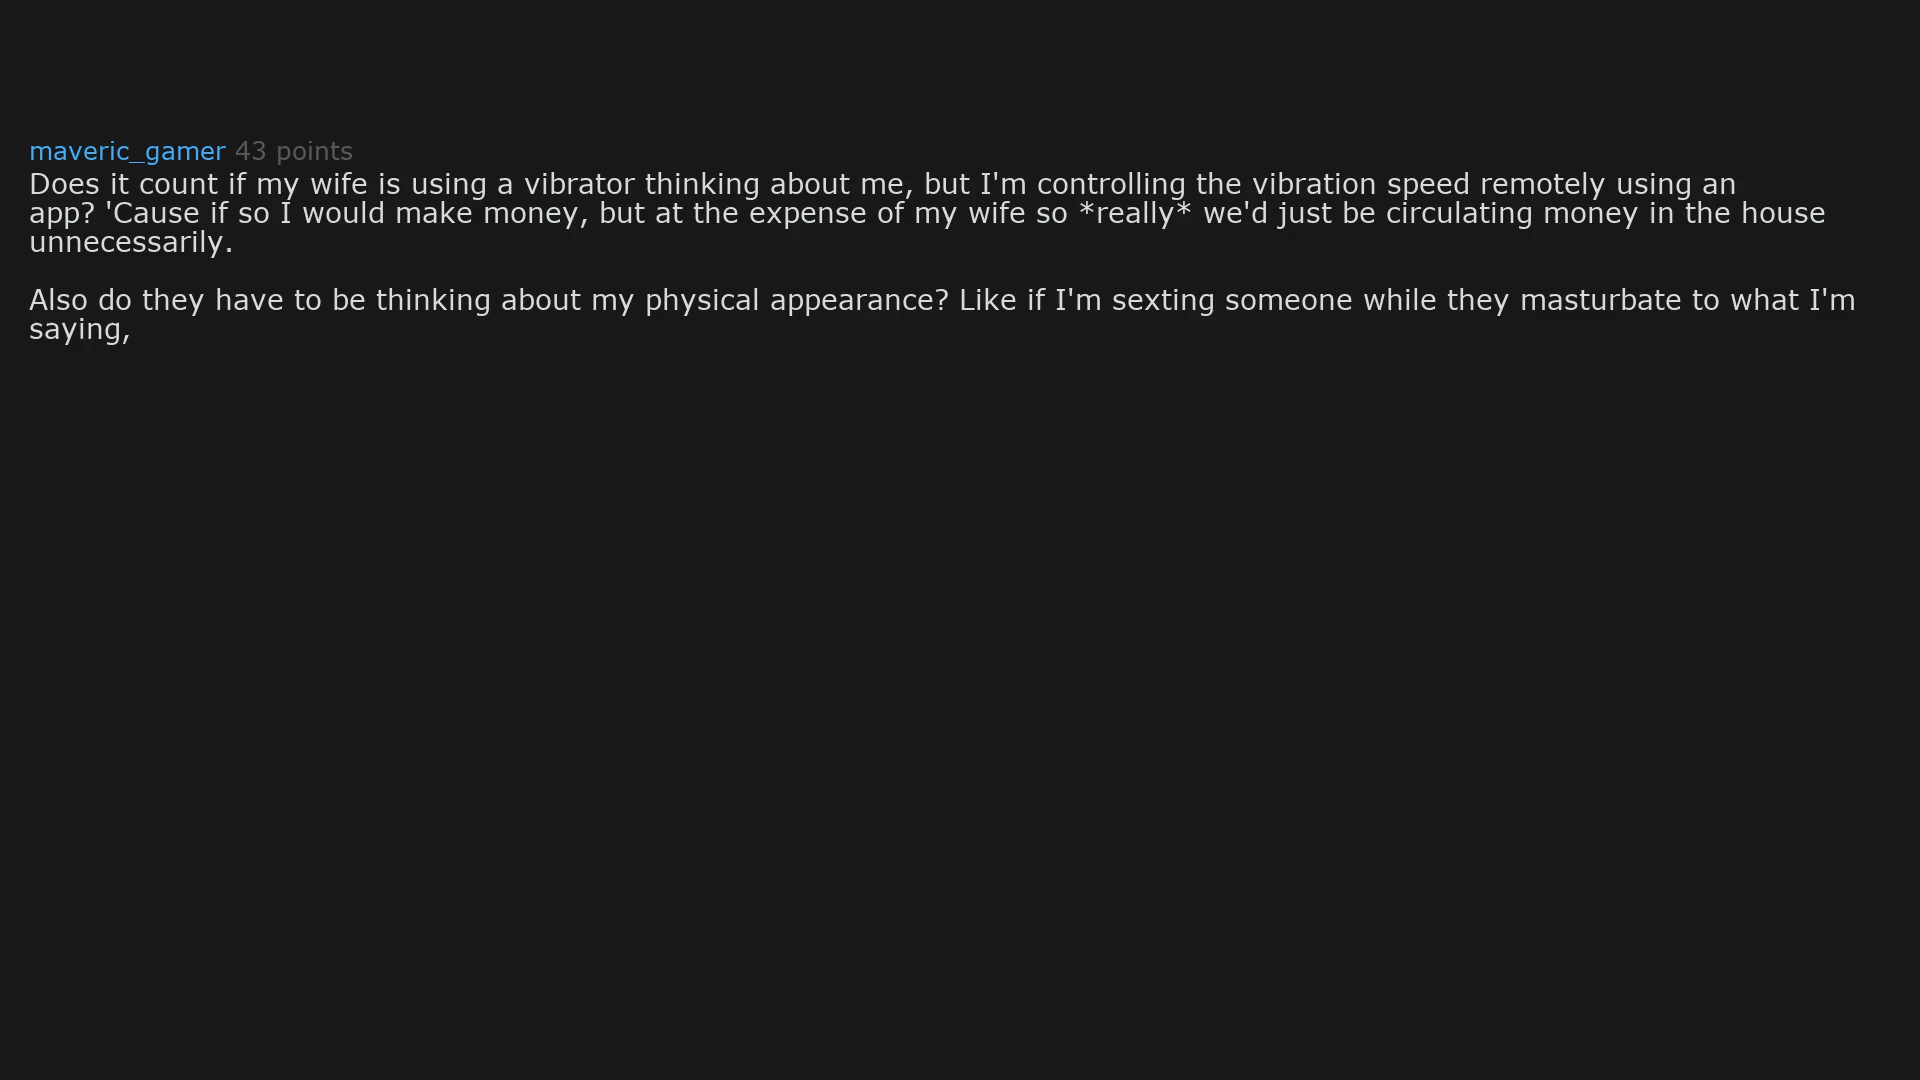 maveric_gamer 43 points
Does it count if my wife is using a vibrator thinking about me, but I'm controlling the vibration speed remotely using an
app? 'Cause if so I would make money, but at the expense of my wife so *really* we'd just be circulating money in the house
unnecessarily.
Also do they have to be thinking about my physical appearance? Like if I'm sexting someone while they masturbate to what I'm
saying,